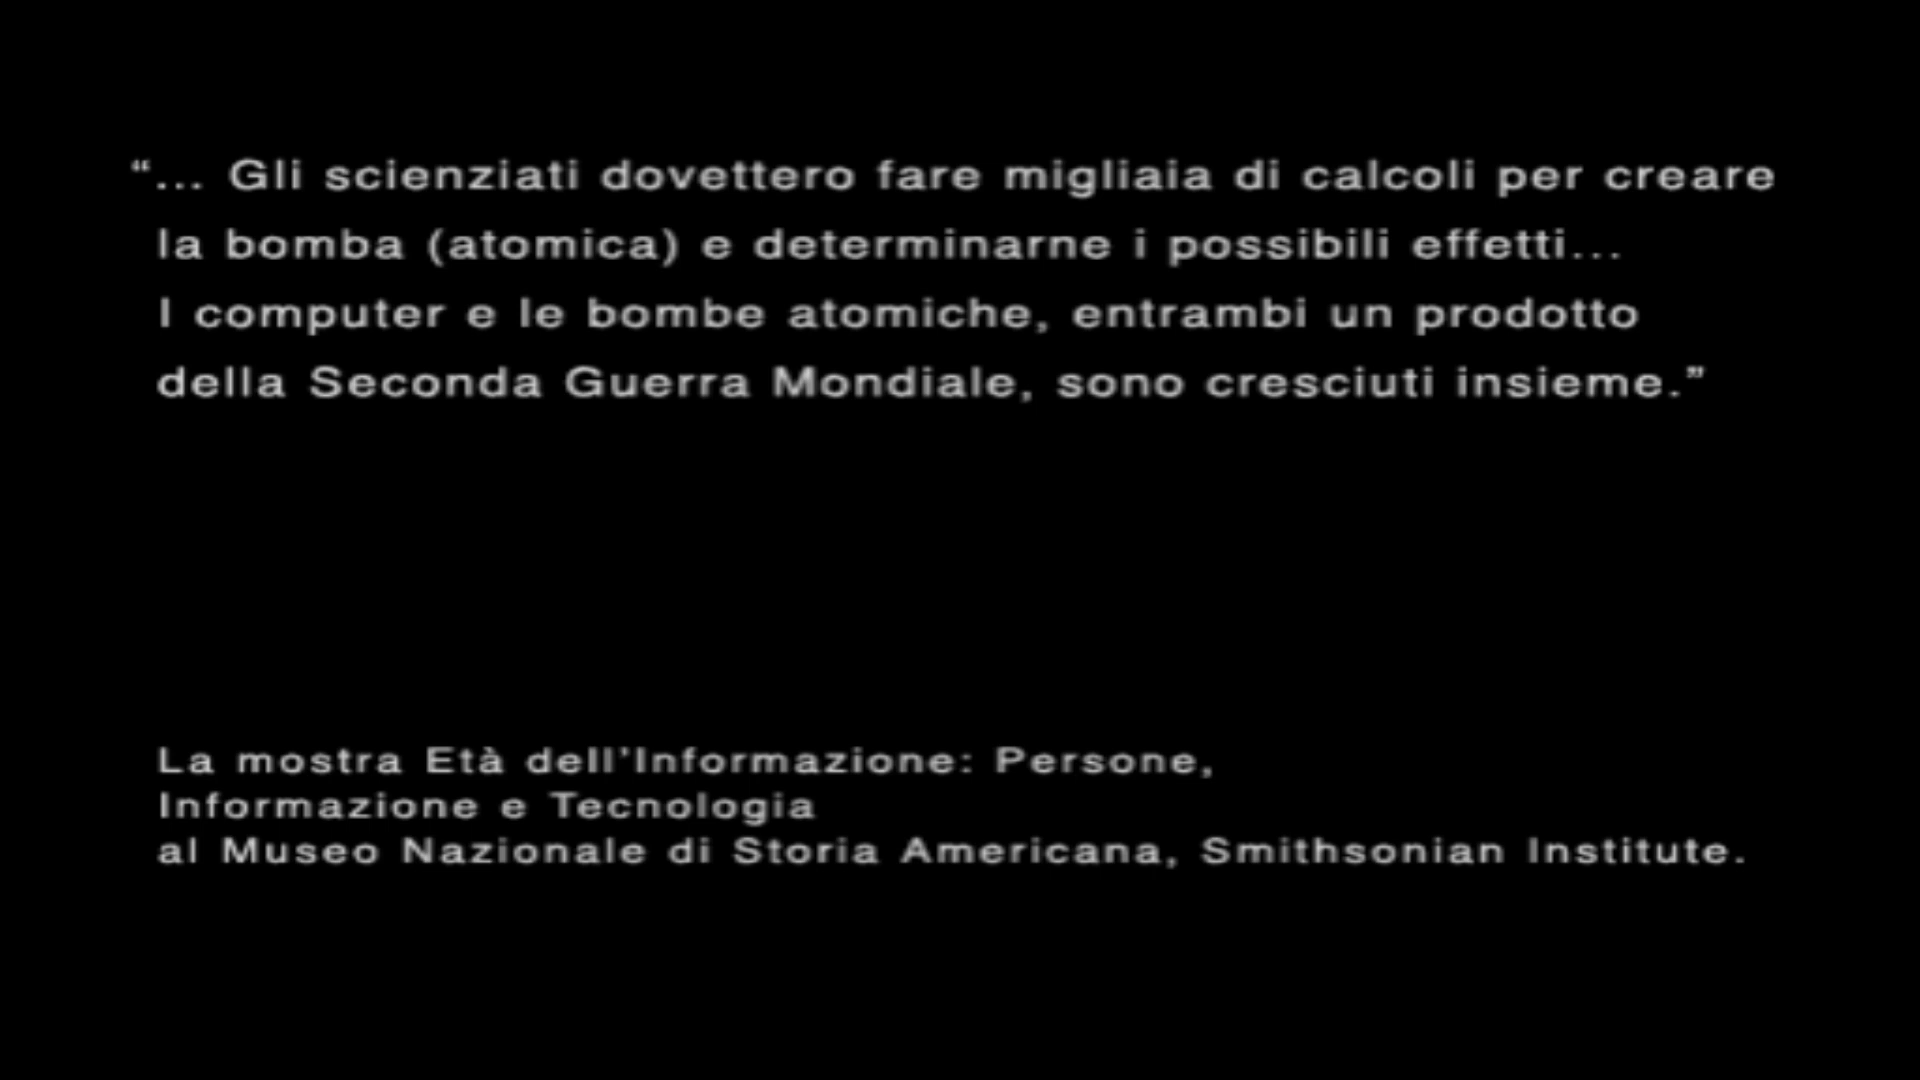 “... Gli scienziati dovettero fare migliaia di calcoli per creare
la bomba (atomica) e determinarne i possibili effetti...
I computer e le bombe atomiche, entrambi un prodotto
della Seconda Guerra Mondiale, sono cresciuti insieme.”
La mostra Età dell'Informazione: Persone,
Informazione e Tecnologia
al Museo Nazionale di Storia Americana, Smithsonian Institute.